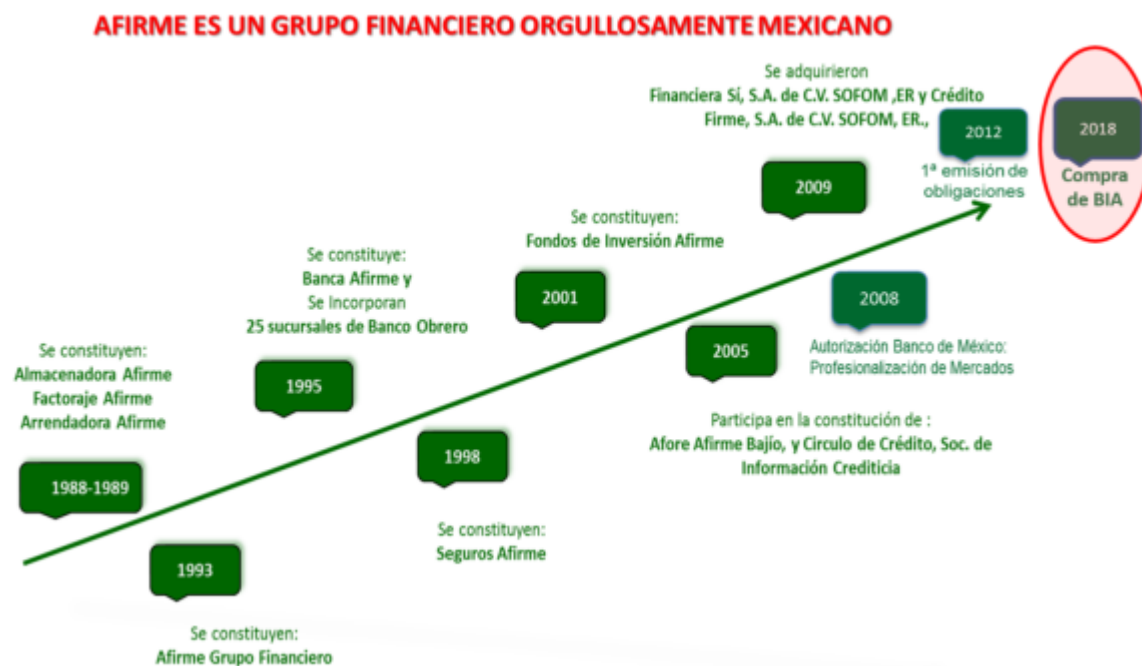 AFIRME ES UN GRUPO FINANCIERO ORGULLOSAMENTE MEXICANO
Se constituyen:
Almacenadora Afirme
Factoraje Afirme
Arrendadora Afirme
1988-1989
1993
Se constituyen:
Afirme Grupo Financiero
Se constituye:
Banca Afirme y
Se Incorporan
25 sucursales de Banco Obrero
1995
1998
Se constituyen:
Seguros Afirme
Se constituyen:
Fondos de Inversión Afirme
2001
2005
Participa en la constitución de :
Afore Afirme Bajío, y Circulo de Crédito, Soc. de
Información Crediticia
2008
Autorización Banco de México:
Profesionalización de Mercados
Se adquirieron
Financiera Sí, S.A. de C.V. SOFOM ,ER y Crédito
Firme, S.A. de C.V. SOFOM, ER.,
2009
2012
1ª emisión de
obligaciones
2018
Compra
de BIA